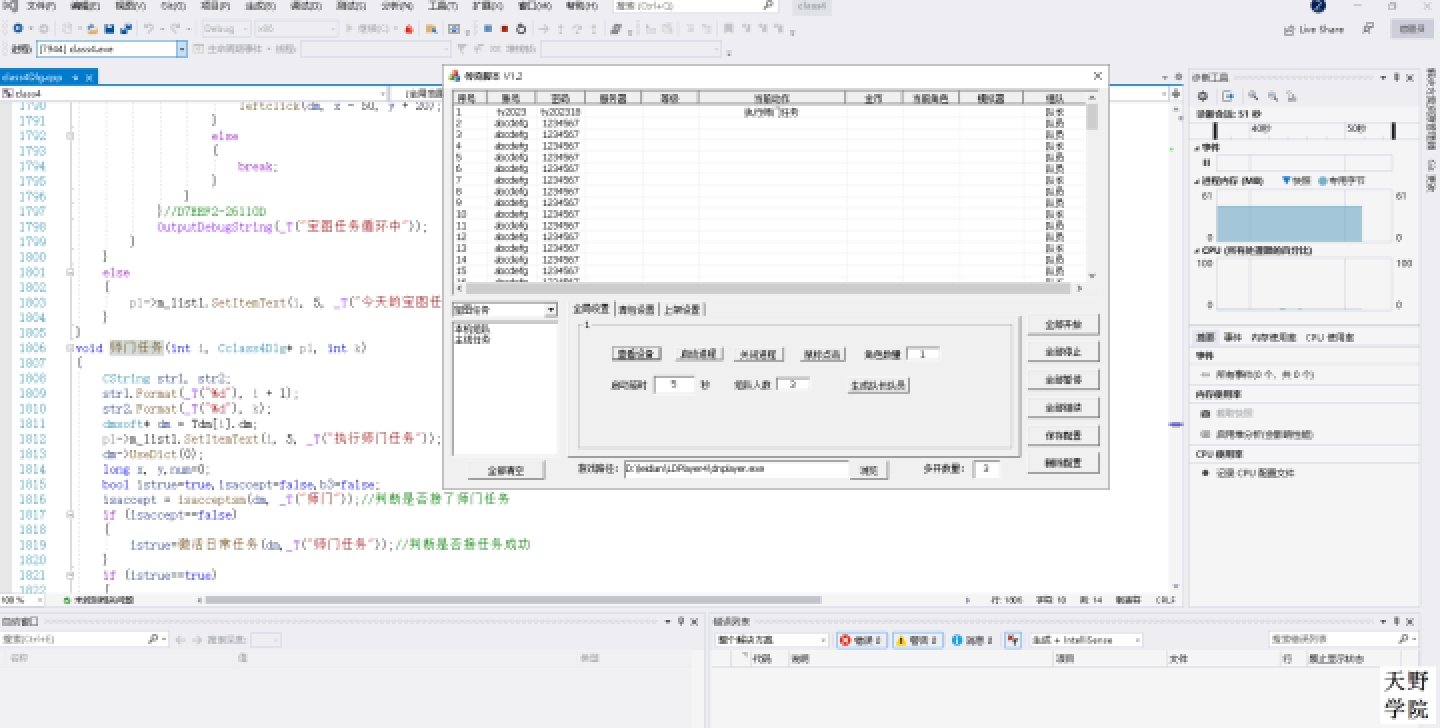 文件(F) 编辑(E) 视图(V) Git(G) 项目(P) 生成(B) 调试(D) 测试(S) 分析(N) 工具(T) 扩展(X) 窗口(W) 帮助(H) 搜索 (Ctrl+Q) class4
Debug x86 继续(C) Live Share
进程: [7944] class4.exe 生命周期事件 线程:
class4Dlg.cpp
class4
1790 leftclick(dm, x - 50, y + 20);
1791 }
1792 else
1793 {
1794 break;
1795 }
1796 }
1797 }//D7EBF2-26110D
1798 OutputDebugString(_T("宝图任务循环中"));
1799 }
1800 }
1801 else
1802 {
1803 pl->m_list1.SetItemText(i, 5, _T("今天的宝图任
1804 }
1805 }
1806 void 师门任务(int i, Cclass4Dlg* pl, int k)
1807 {
1808 CString str1, str2;
1809 str1.Format(_T("%d"), i + 1);
1810 str2.Format(_T("%d"), k);
1811 dmsoft* dm = Tdm[i].dm;
1812 pl->m_list1.SetItemText(i, 5, _T("执行师门任务"));
1813 dm->UseDict(0);
1814 long x, y,num=0;
1815 bool istrue=true,isaccept=false,b3=false;
1816 isaccept = isacceptsm(dm, _T("师门"));//判断是否接了师门任务
1817 if (isaccept==false)
1818 {
1819 istrue=激活日常任务(dm,_T("师门任务"));//判断是否接任务成功
1820 }
1821 if (istrue==true)
1822 {
100 % 未找到相关问题 行: 1806 字符: 10 列: 14 制表符 CRLF
传奇脚本 V1.2
序号 账号 密码 服务器 等级 当前动作 金币 当前角色 模拟器 组队
1 ty2023 ty202318 执行师门任务 队长
2 abcdefg 1234567 队员
3 abcdefg 1234567 队员
4 abcdefg 1234567 队员
5 abcdefg 1234567 队员
6 abcdefg 1234567 队员
7 abcdefg 1234567 队长
8 abcdefg 1234567 队员
9 abcdefg 1234567 队员
10 abcdefg 1234567 队员
11 abcdefg 1234567 队员
12 abcdefg 1234567 队员
13 abcdefg 1234567 队长
14 abcdefg 1234567 队员
15 abcdefg 1234567 队员
宝图任务
本机组队
主线任务
全部清空
全局设置 上架设置
1
查看设备 启动进程 关闭进程 鼠标点击 角色数量 1
启动延时 5 秒 组队人数 2 生成队长队员
游戏路径: D:\leidian\LDPlayer4\dnplayer.exe 浏览 多开数量: 3
全部开始
全部停止
全部暂停
全部继续
保存配置
删除配置
诊断工具
诊断会话: 51 秒
40秒 50秒
事件
进程内存 (MB) 快照 专用字节
61 61
0 0
CPU (所有处理器的百分比)
100 100
0 0
摘要 事件 内存使用率 CPU 使用率
事件
所有事件(0 个, 共 0 个)
内存使用率
截取快照
启用堆分析(会影响性能)
CPU 使用率
记录 CPU 配置文件
自动窗口
搜索(Ctrl+E) 搜索深度:
名称 值 类型
错误列表
整个解决方案 错误 0 警告 0 消息 0 生成 + IntelliSense 搜索错误列表
代码 说明 项目 文件 行 禁止显示状态
天野
学院